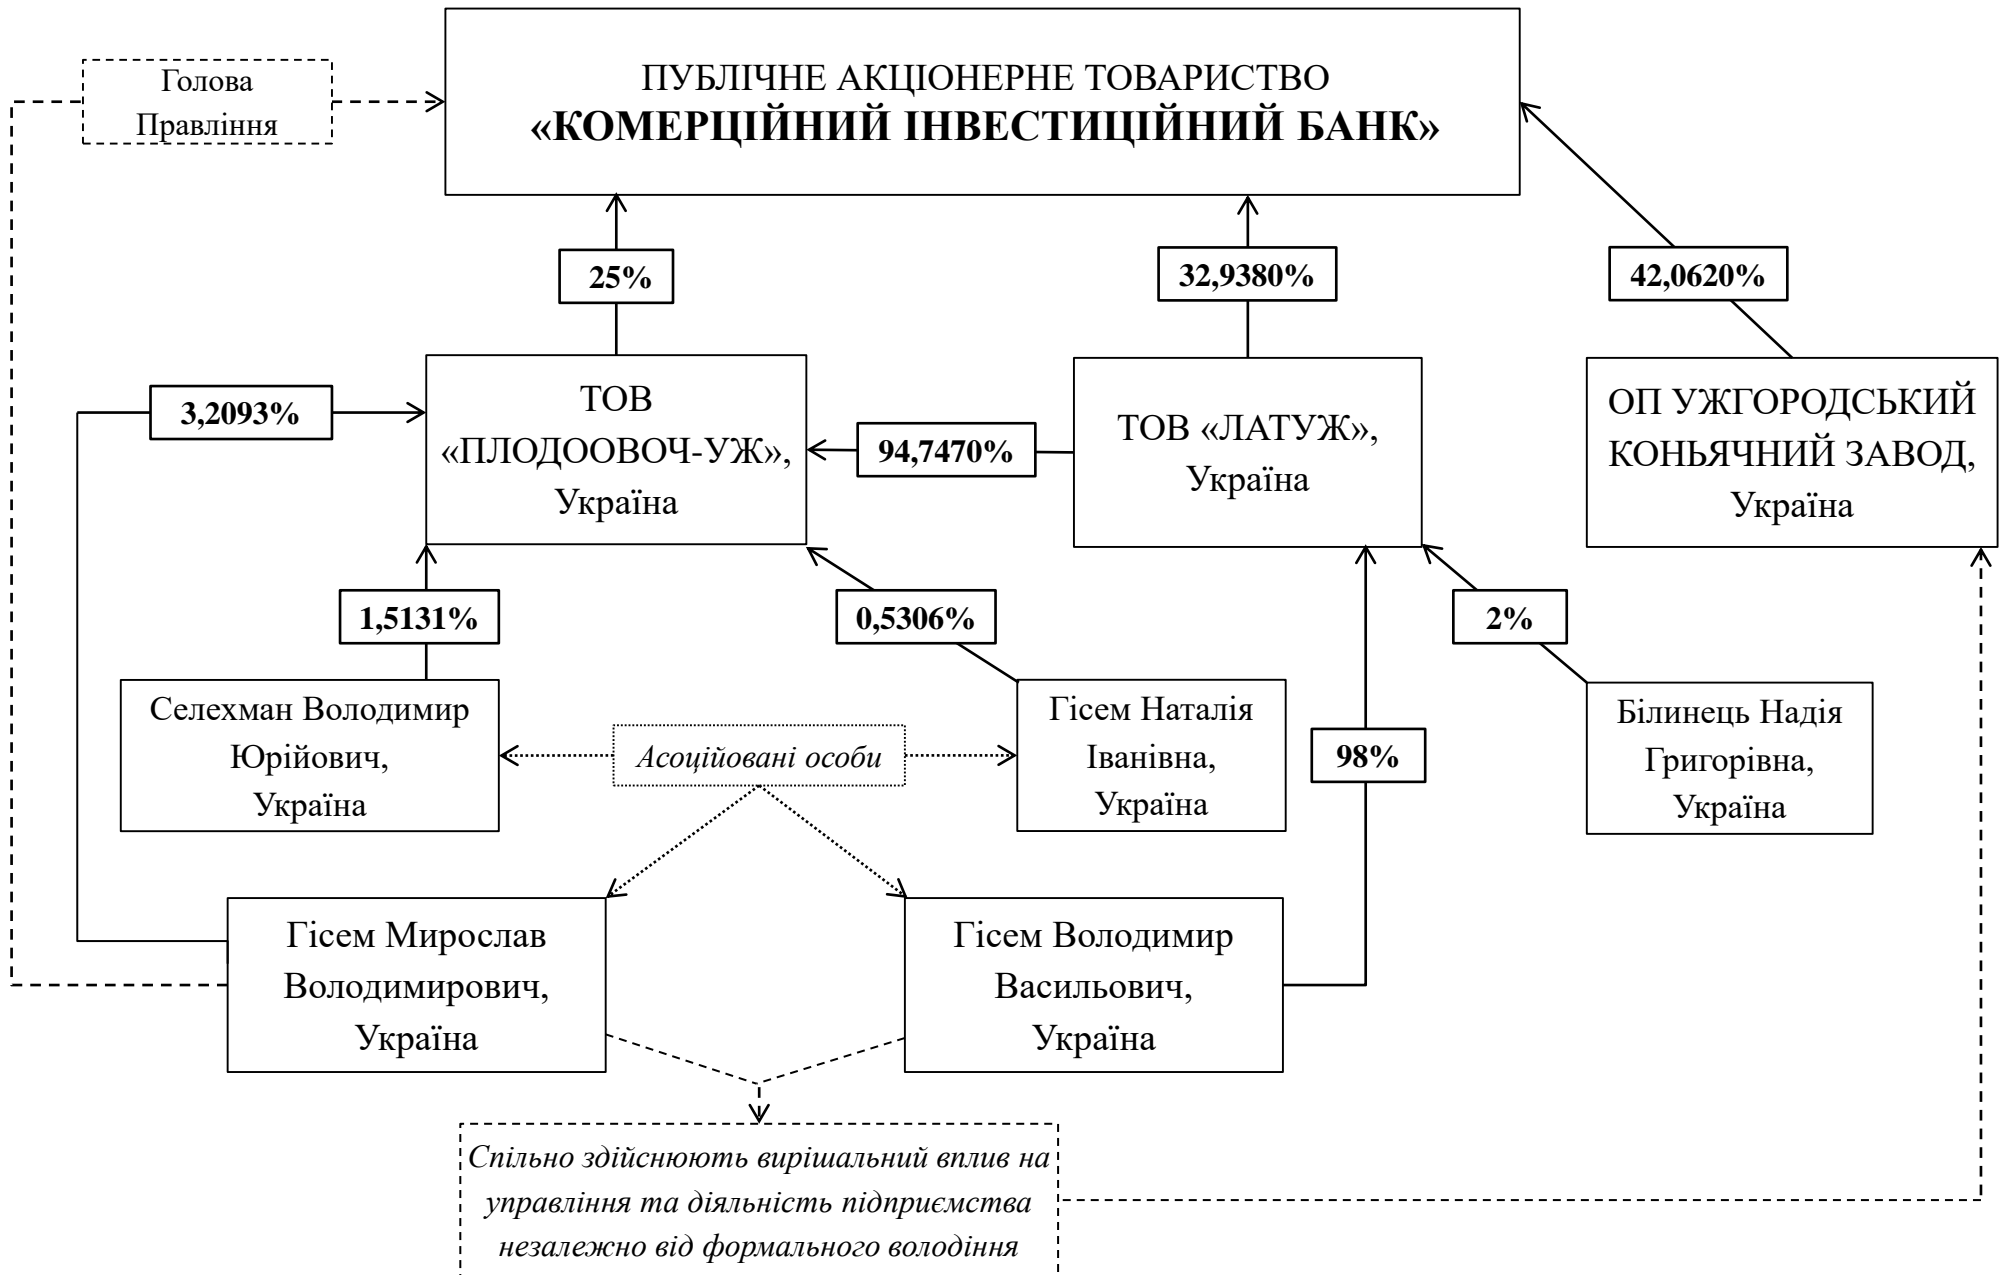 Голова
Правління
ПУБЛІЧНЕ АКЦІОНЕРНЕ ТОВАРИСТВО
«КОМЕРЦІЙНИЙ ІНВЕСТИЦІЙНИЙ БАНК»
25%
32,9380%
42,0620%
3,2093%
ТОВ
«ПЛОДООВОЧ-УЖ»,
Україна
94,7470%
ТОВ «ЛАТУЖ»,
Україна
ОП УЖГОРОДСЬКИЙ
КОНЬЯЧНИЙ ЗАВОД,
Україна
1,5131%
0,5306%
2%
Селехман Володимир
Юрійович,
Україна
Асоційовані особи
Гісем Наталія
Іванівна,
Україна
98%
Білинець Надія
Григорівна,
Україна
Гісем Мирослав
Володимирович,
Україна
Гісем Володимир
Васильович,
Україна
Спільно здійснюють вирішальний вплив на
управління та діяльність підприємства
незалежно від формального володіння